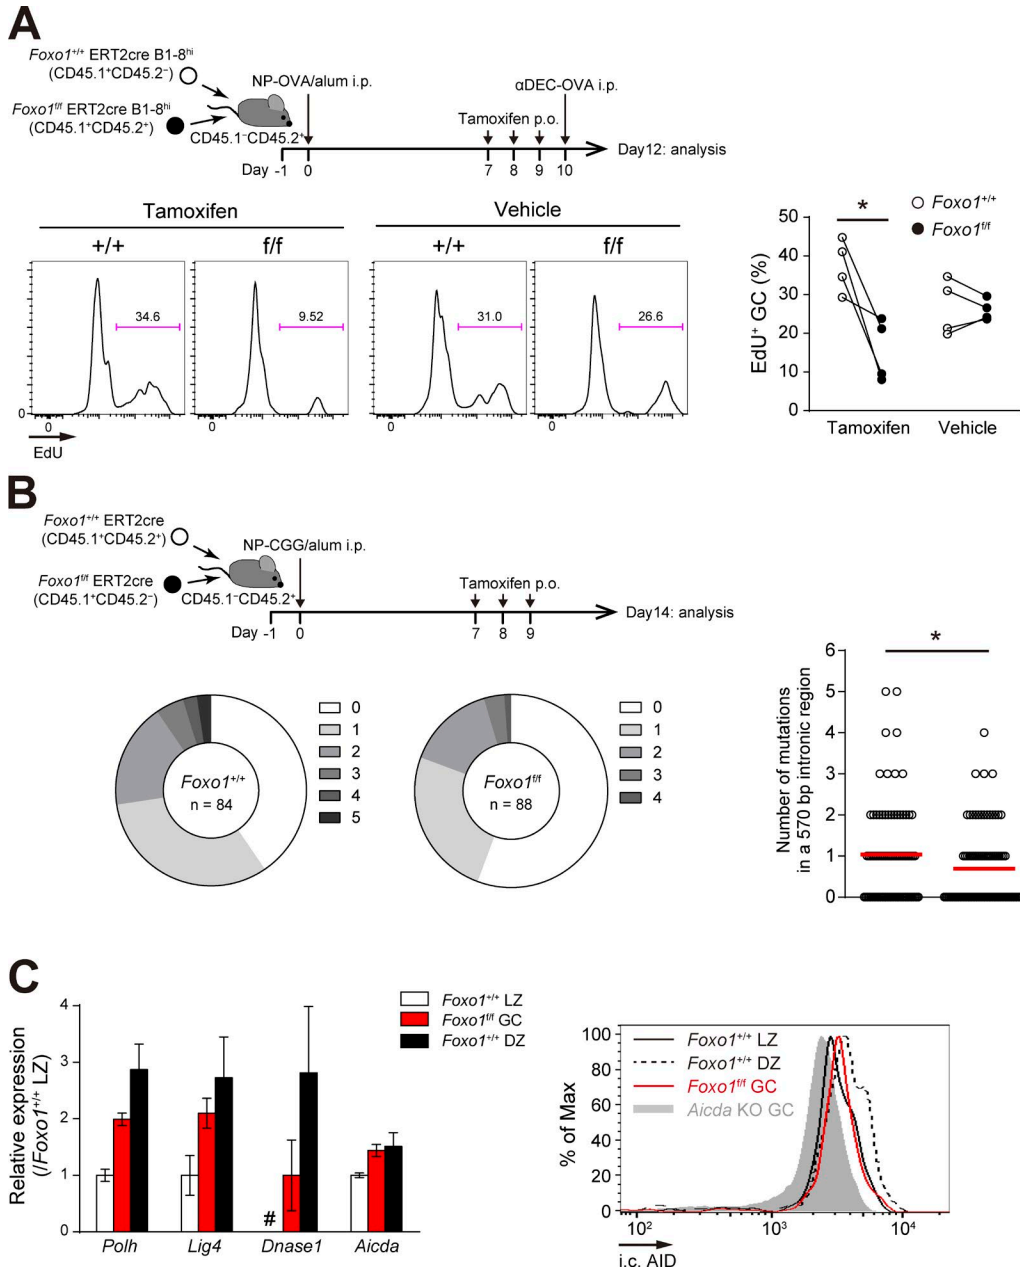 A
Foxo1+/+ ERT2cre B1-8hi
(CD45.1+CD45.2−)
Foxo1f/f ERT2cre B1-8hi
(CD45.1+CD45.2+)
CD45.1−CD45.2+
NP-OVA/alum i.p.
αDEC-OVA i.p.
Tamoxifen p.o.
Day12: analysis
Day -1 0 7 8 9 10
Tamoxifen
Vehicle
+/+
f/f
+/+
f/f
34.6
9.52
31.0
26.6
0
0 0 0 0
EdU
*
Foxo1+/+
Foxo1f/f
EdU+ GC (%)
50
40
30
20
10
0
Tamoxifen Vehicle
B
Foxo1+/+ ERT2cre
(CD45.1+CD45.2+)
Foxo1f/f ERT2cre
(CD45.1+CD45.2−)
CD45.1−CD45.2+
NP-CGG/alum i.p.
Tamoxifen p.o.
Day14: analysis
Day -1 0 7 8 9
Foxo1+/+
n = 84
0
1
2
3
4
5
Foxo1f/f
n = 88
0
1
2
3
4
*
Number of mutations
in a 570 bp intronic region
6
5
4
3
2
1
0
C
Relative expression
(/Foxo1+/+ LZ)
4
3
2
1
0
Foxo1+/+ LZ
Foxo1f/f GC
Foxo1+/+ DZ
#
Polh Lig4 Dnase1 Aicda
% of Max
100
80
60
40
20
0
Foxo1+/+ LZ
Foxo1+/+ DZ
Foxo1f/f GC
Aicda KO GC
10² 10³ 10⁴
i.c. AID